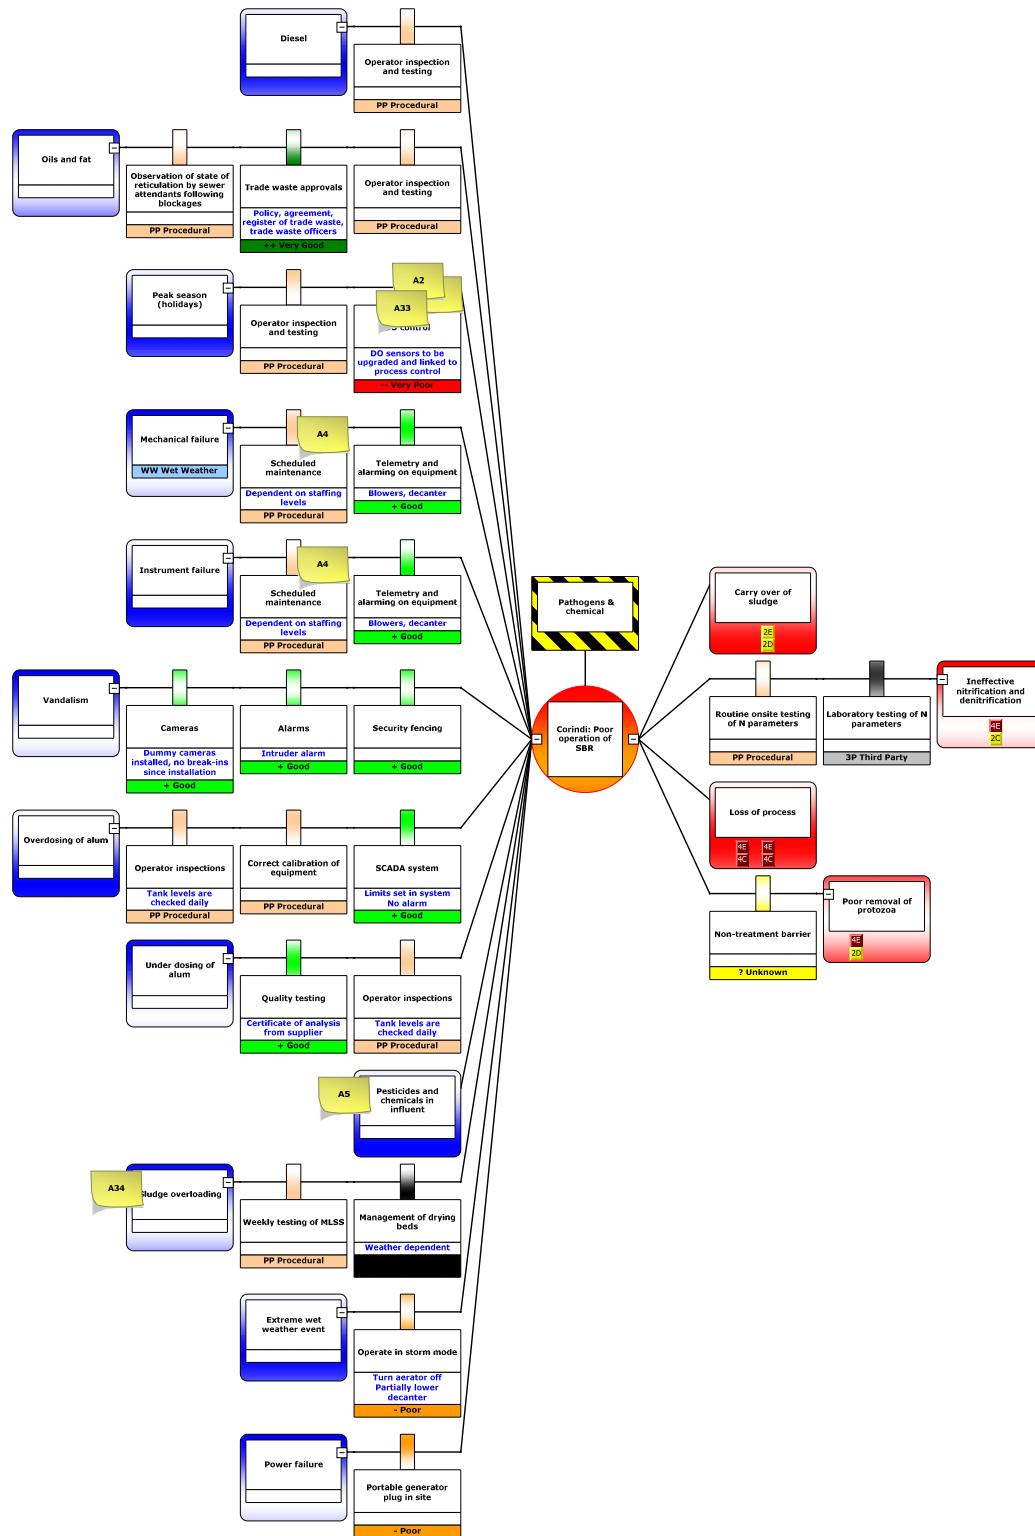 Diesel
Operator inspection
and testing
PP Procedural
Oils and fat
Observation of state of
reticulation by sewer
attendants following
blockages
PP Procedural
Trade waste approvals
Policy, agreement,
register of trade waste,
trade waste officers
++ Very Good
Operator inspection
and testing
PP Procedural
Peak season
(holidays)
Operator inspection
and testing
PP Procedural
A2
A33
control
DO sensors to be
upgraded and linked to
process control
-- Very Poor
Mechanical failure
WW Wet Weather
A4
Scheduled
maintenance
Dependent on staffing
levels
PP Procedural
Telemetry and
alarming on equipment
Blowers, decanter
+ Good
Instrument failure
A4
Scheduled
maintenance
Dependent on staffing
levels
PP Procedural
Telemetry and
alarming on equipment
Blowers, decanter
+ Good
Vandalism
Cameras
Dummy cameras
installed, no break-ins
since installation
+ Good
Alarms
Intruder alarm
+ Good
Security fencing
+ Good
Overdosing of alum
Operator inspections
Tank levels are
checked daily
PP Procedural
Correct calibration of
equipment
PP Procedural
SCADA system
Limits set in system
No alarm
+ Good
Under dosing of
alum
Quality testing
Certificate of analysis
from supplier
+ Good
Operator inspections
Tank levels are
checked daily
PP Procedural
A5
Pesticides and
chemicals in
influent
A34
Sludge overloading
Weekly testing of MLSS
PP Procedural
Management of drying
beds
Weather dependent
Extreme wet
weather event
Operate in storm mode
Turn aerator off
Partially lower
decanter
- Poor
Power failure
Portable generator
plug in site
- Poor
Pathogens &
chemical
Corindi: Poor
operation of
SBR
Carry over of
sludge
2E
2D
Routine onsite testing
of N parameters
PP Procedural
Laboratory testing of N
parameters
3P Third Party
Ineffective
nitrification and
denitrification
4E
2C
Loss of process
4E 4E
4C 4C
Non-treatment barrier
? Unknown
Poor removal of
protozoa
4E
2D